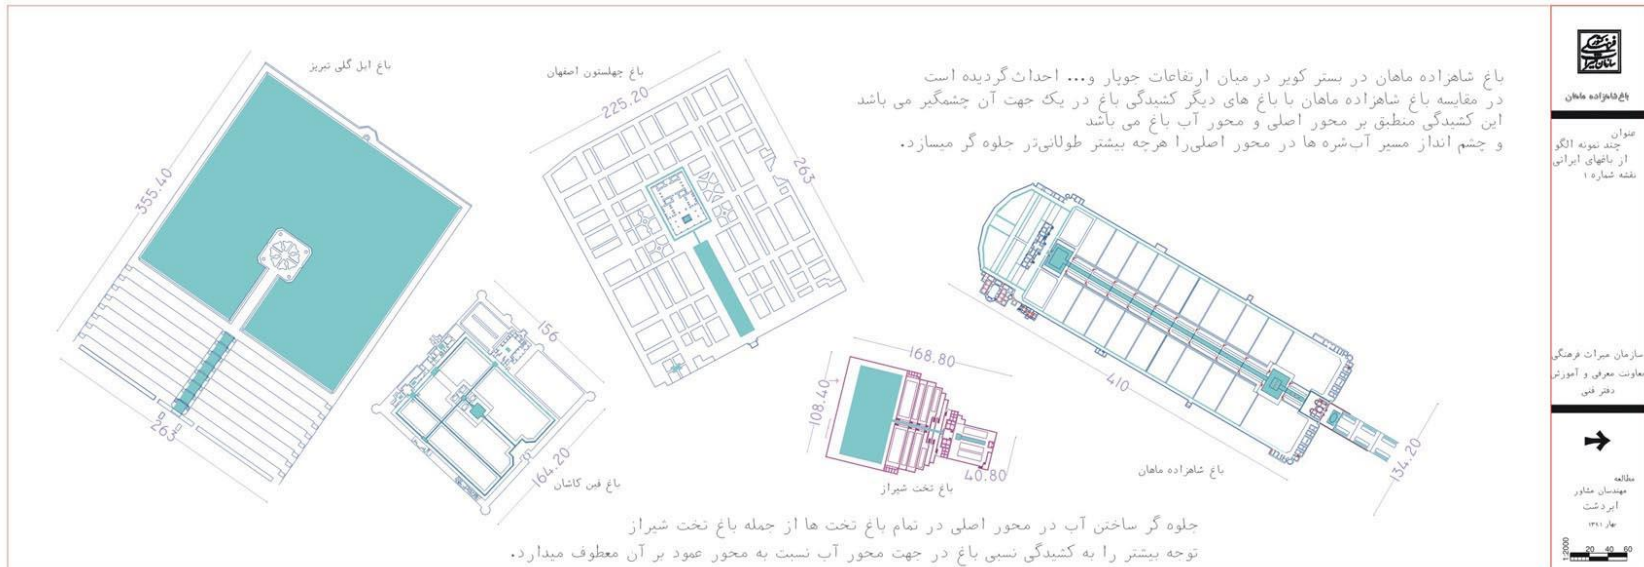 باغ شاهزاده ماهان در بستر کویر در میان ارتفاعات جوپار و... احداث گردیده است
در مقایسه باغ شاهزاده ماهان با باغ های دیگر کشیدگی باغ در یک جهت آن چشمگیر می باشد
این کشیدگی منطبق بر محور اصلی و محور آب باغ می باشد
و چشم انداز مسیر آب شره ها در محور اصلی را هرچه بیشتر طولانی‌تر جلوه گر میسازد.
باغ ایل گلی تبریز
355.40
263
باغ چهلستون اصفهان
225.20
263
156
164.20
باغ فین کاشان
168.80
108.40
40.80
باغ تخت شیراز
410
134.20
باغ شاهزاده ماهان
جلوه گر ساختن آب در محور اصلی در تمام باغ تخت ها از جمله باغ تخت شیراز
توجه بیشتر را به کشیدگی نسبی باغ در جهت محور آب نسبت به محور عمود بر آن معطوف میدارد.
باغ شاهزاده ماهان
عنوان
چند نمونه الگو
از باغهای ایرانی
نقشه شماره ۱
سازمان میراث فرهنگی
معاونت معرفی و آموزش
دفتر فنی
مطالعه
مهندسان مشاور
آبردشت
بهار
1:2000
20 40 60